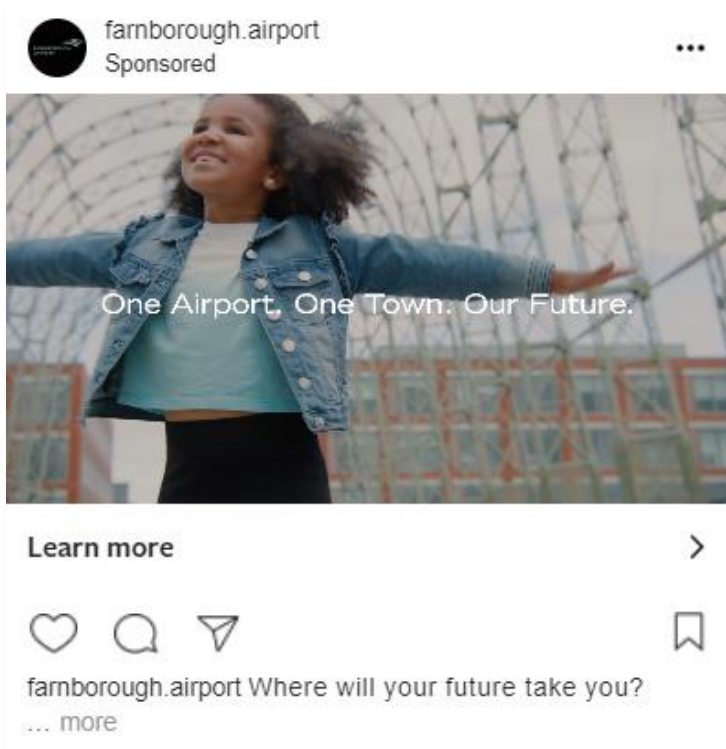 farnborough.airport
Sponsored
One Airport. One Town. Our Future.
Learn more
farnborough.airport Where will your future take you?
... more